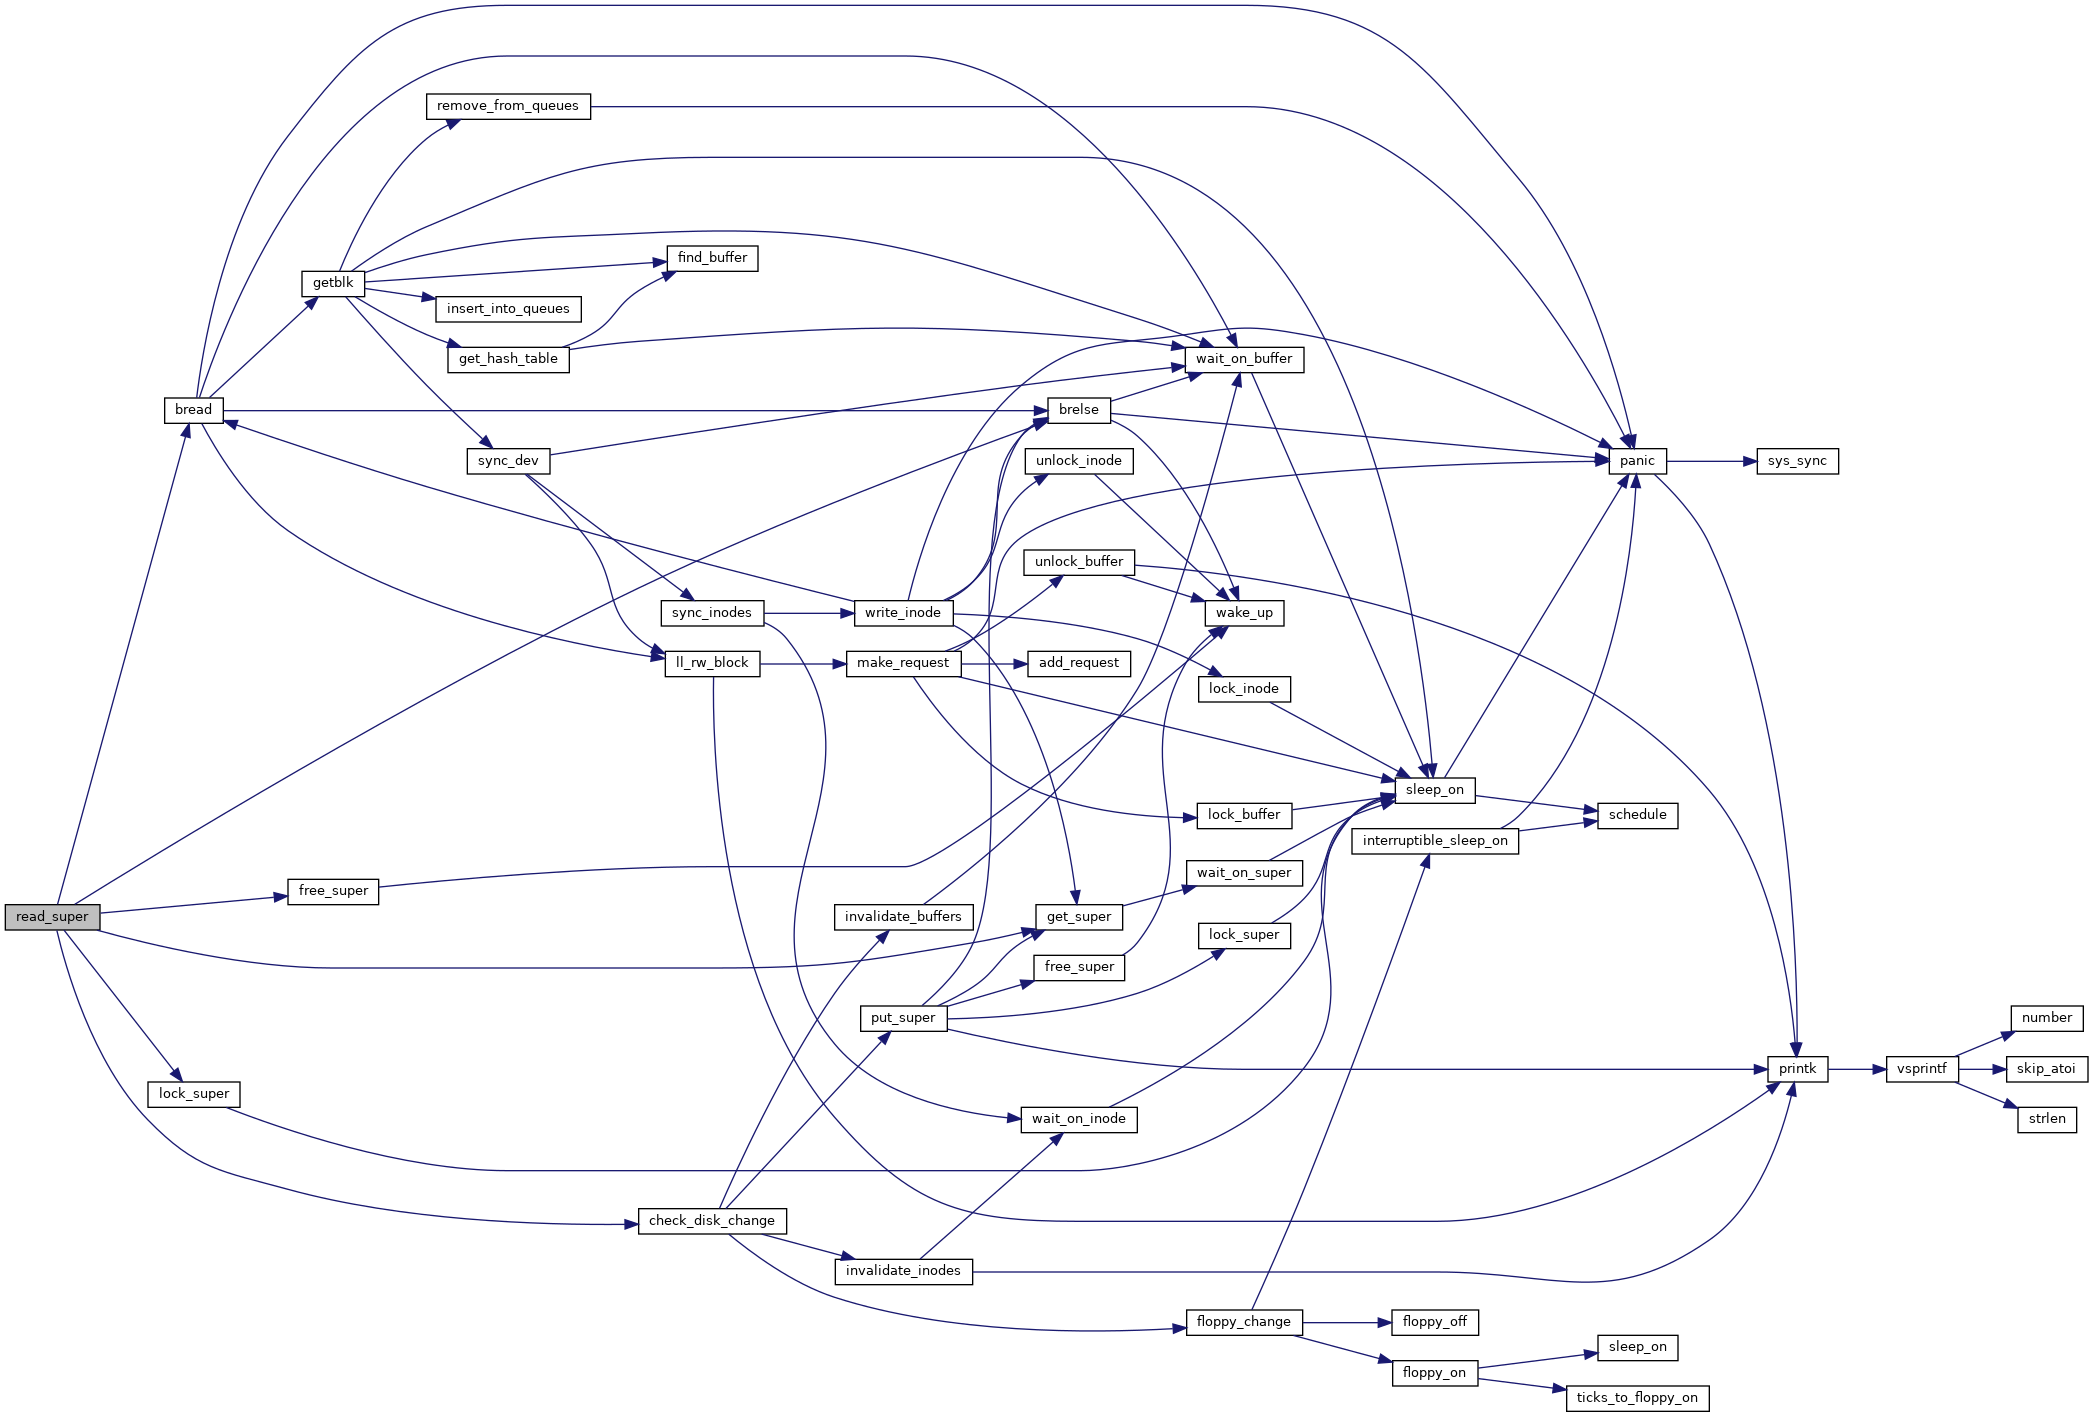 remove_from_queues
find_buffer
getblk
insert_into_queues
get_hash_table
wait_on_buffer
bread
brelse
sync_dev
unlock_inode
panic
sys_sync
unlock_buffer
sync_inodes
write_inode
wake_up
ll_rw_block
make_request
add_request
lock_inode
sleep_on
lock_buffer
schedule
interruptible_sleep_on
wait_on_super
free_super
read_super
invalidate_buffers
get_super
lock_super
free_super
put_super
number
printk
vsprintf
skip_atoi
lock_super
wait_on_inode
strlen
check_disk_change
invalidate_inodes
floppy_change
floppy_off
sleep_on
floppy_on
ticks_to_floppy_on